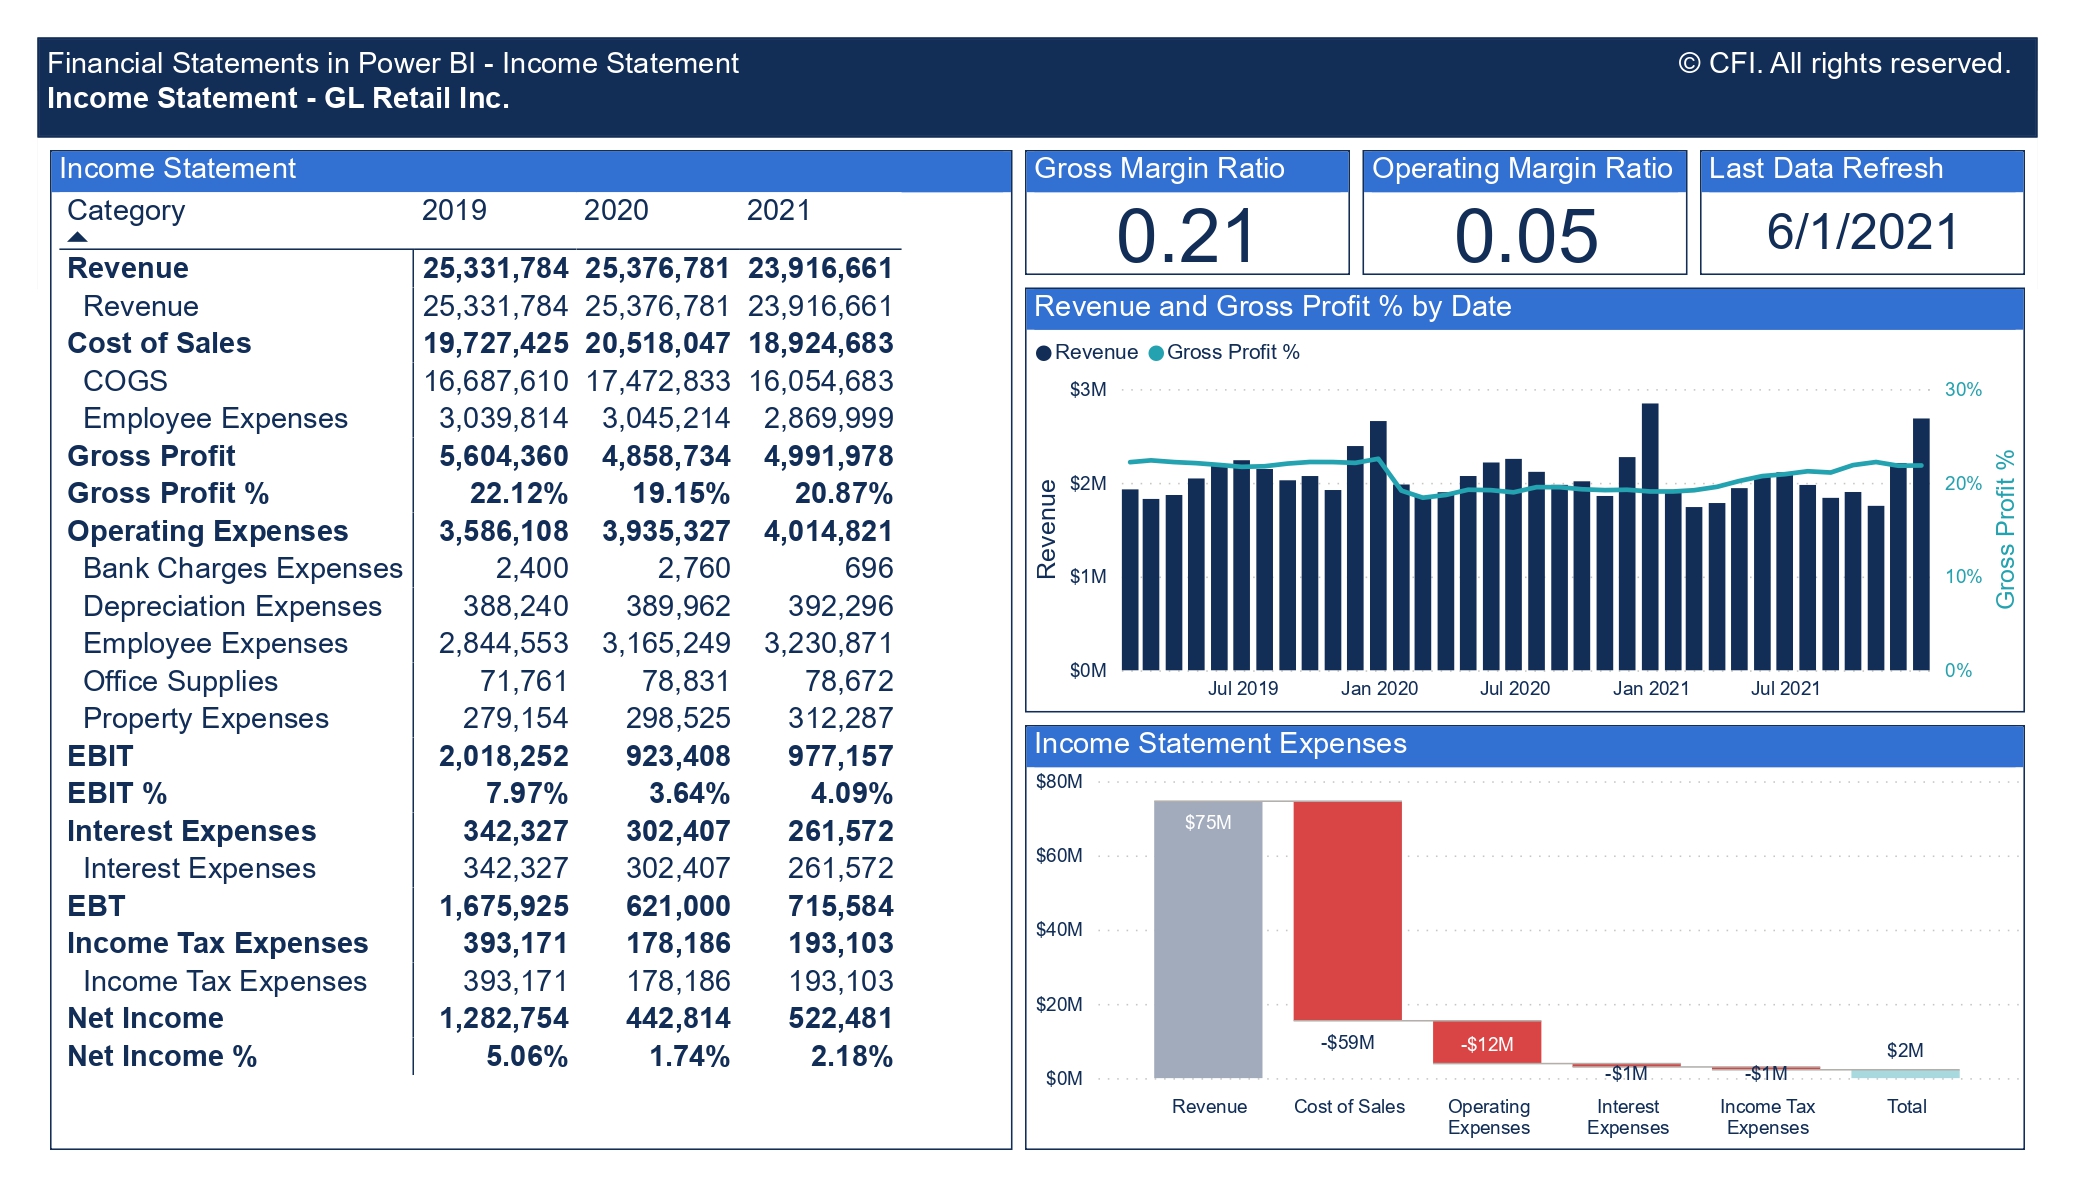 Financial Statements in Power BI - Income Statement
© CFI. All rights reserved.
Income Statement - GL Retail Inc.
Income Statement
Category 2019 2020 2021
Revenue 25,331,784 25,376,781 23,916,661
Revenue 25,331,784 25,376,781 23,916,661
Cost of Sales 19,727,425 20,518,047 18,924,683
COGS 16,687,610 17,472,833 16,054,683
Employee Expenses 3,039,814 3,045,214 2,869,999
Gross Profit 5,604,360 4,858,734 4,991,978
Gross Profit % 22.12% 19.15% 20.87%
Operating Expenses 3,586,108 3,935,327 4,014,821
Bank Charges Expenses 2,400 2,760 696
Depreciation Expenses 388,240 389,962 392,296
Employee Expenses 2,844,553 3,165,249 3,230,871
Office Supplies 71,761 78,831 78,672
Property Expenses 279,154 298,525 312,287
EBIT 2,018,252 923,408 977,157
EBIT % 7.97% 3.64% 4.09%
Interest Expenses 342,327 302,407 261,572
Interest Expenses 342,327 302,407 261,572
EBT 1,675,925 621,000 715,584
Income Tax Expenses 393,171 178,186 193,103
Income Tax Expenses 393,171 178,186 193,103
Net Income 1,282,754 442,814 522,481
Net Income % 5.06% 1.74% 2.18%
Gross Margin Ratio
0.21
Operating Margin Ratio
0.05
Last Data Refresh
6/1/2021
Revenue and Gross Profit % by Date
Revenue Gross Profit %
$3M
$2M
$1M
$0M
Revenue
30%
20%
10%
0%
Gross Profit %
Jul 2019 Jan 2020 Jul 2020 Jan 2021 Jul 2021
Income Statement Expenses
$80M
$60M
$40M
$20M
$0M
$75M
-$59M
-$12M
-$1M
-$1M
$2M
Revenue
Cost of Sales
Operating
Expenses
Interest
Expenses
Income Tax
Expenses
Total